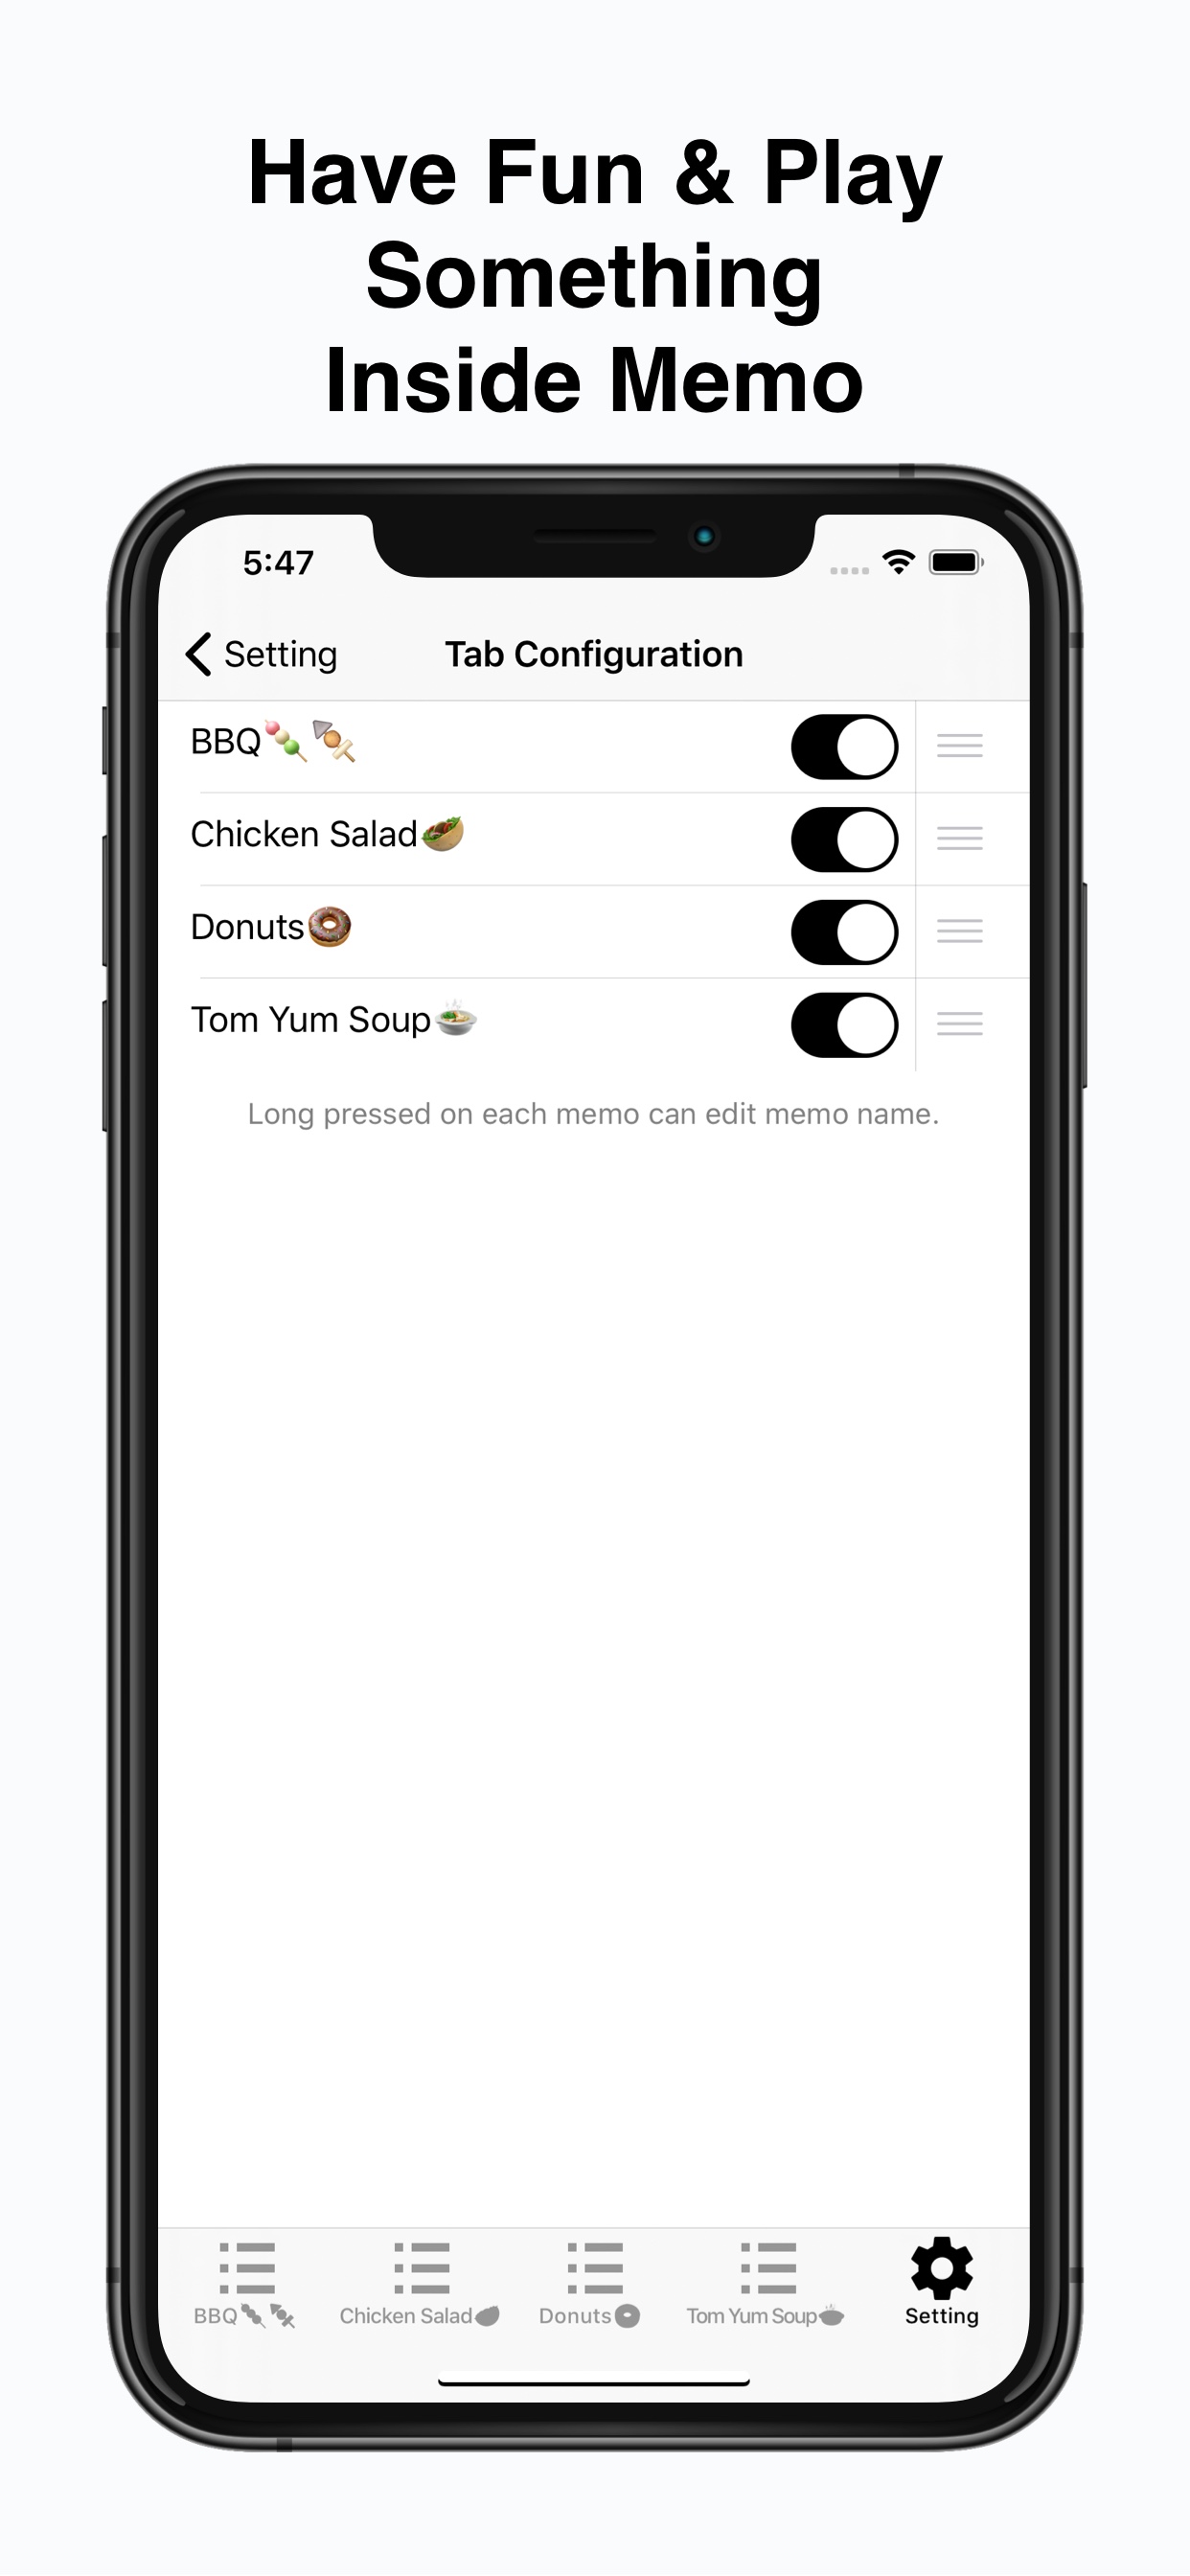 Have Fun & Play
Something
Inside Memo
5:47
Setting
Tab Configuration
BBQ🍡🍢
Chicken Salad🥙
Donuts🍩
Tom Yum Soup🍲
Long pressed on each memo can edit memo name.
BBQ🍡🍢
Chicken Salad🥙
Donuts🍩
Tom Yum Soup🍲
Setting